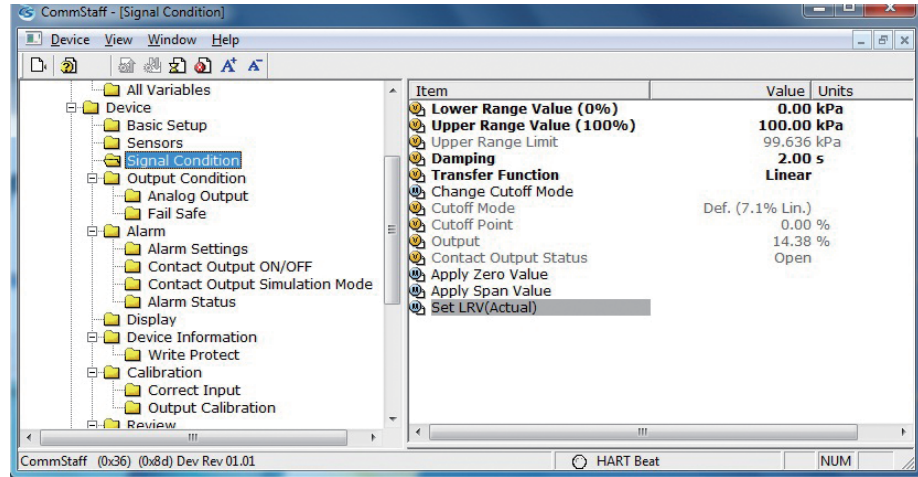 CommStaff - [Signal Condition]
Device View Window Help
All Variables
Device
Basic Setup
Sensors
Signal Condition
Output Condition
Analog Output
Fail Safe
Alarm
Alarm Settings
Contact Output ON/OFF
Contact Output Simulation Mode
Alarm Status
Display
Device Information
Write Protect
Calibration
Correct Input
Output Calibration
Review
Item Value Units
Lower Range Value (0%) 0.00 kPa
Upper Range Value (100%) 100.00 kPa
Upper Range Limit 99.636 kPa
Damping 2.00 s
Transfer Function Linear
Change Cutoff Mode
Cutoff Mode Def. (7.1% Lin.)
Cutoff Point 0.00 %
Output 14.38 %
Contact Output Status Open
Apply Zero Value
Apply Span Value
Set LRV(Actual)
CommStaff (0x36) (0x8d) Dev Rev 01.01 HART Beat NUM